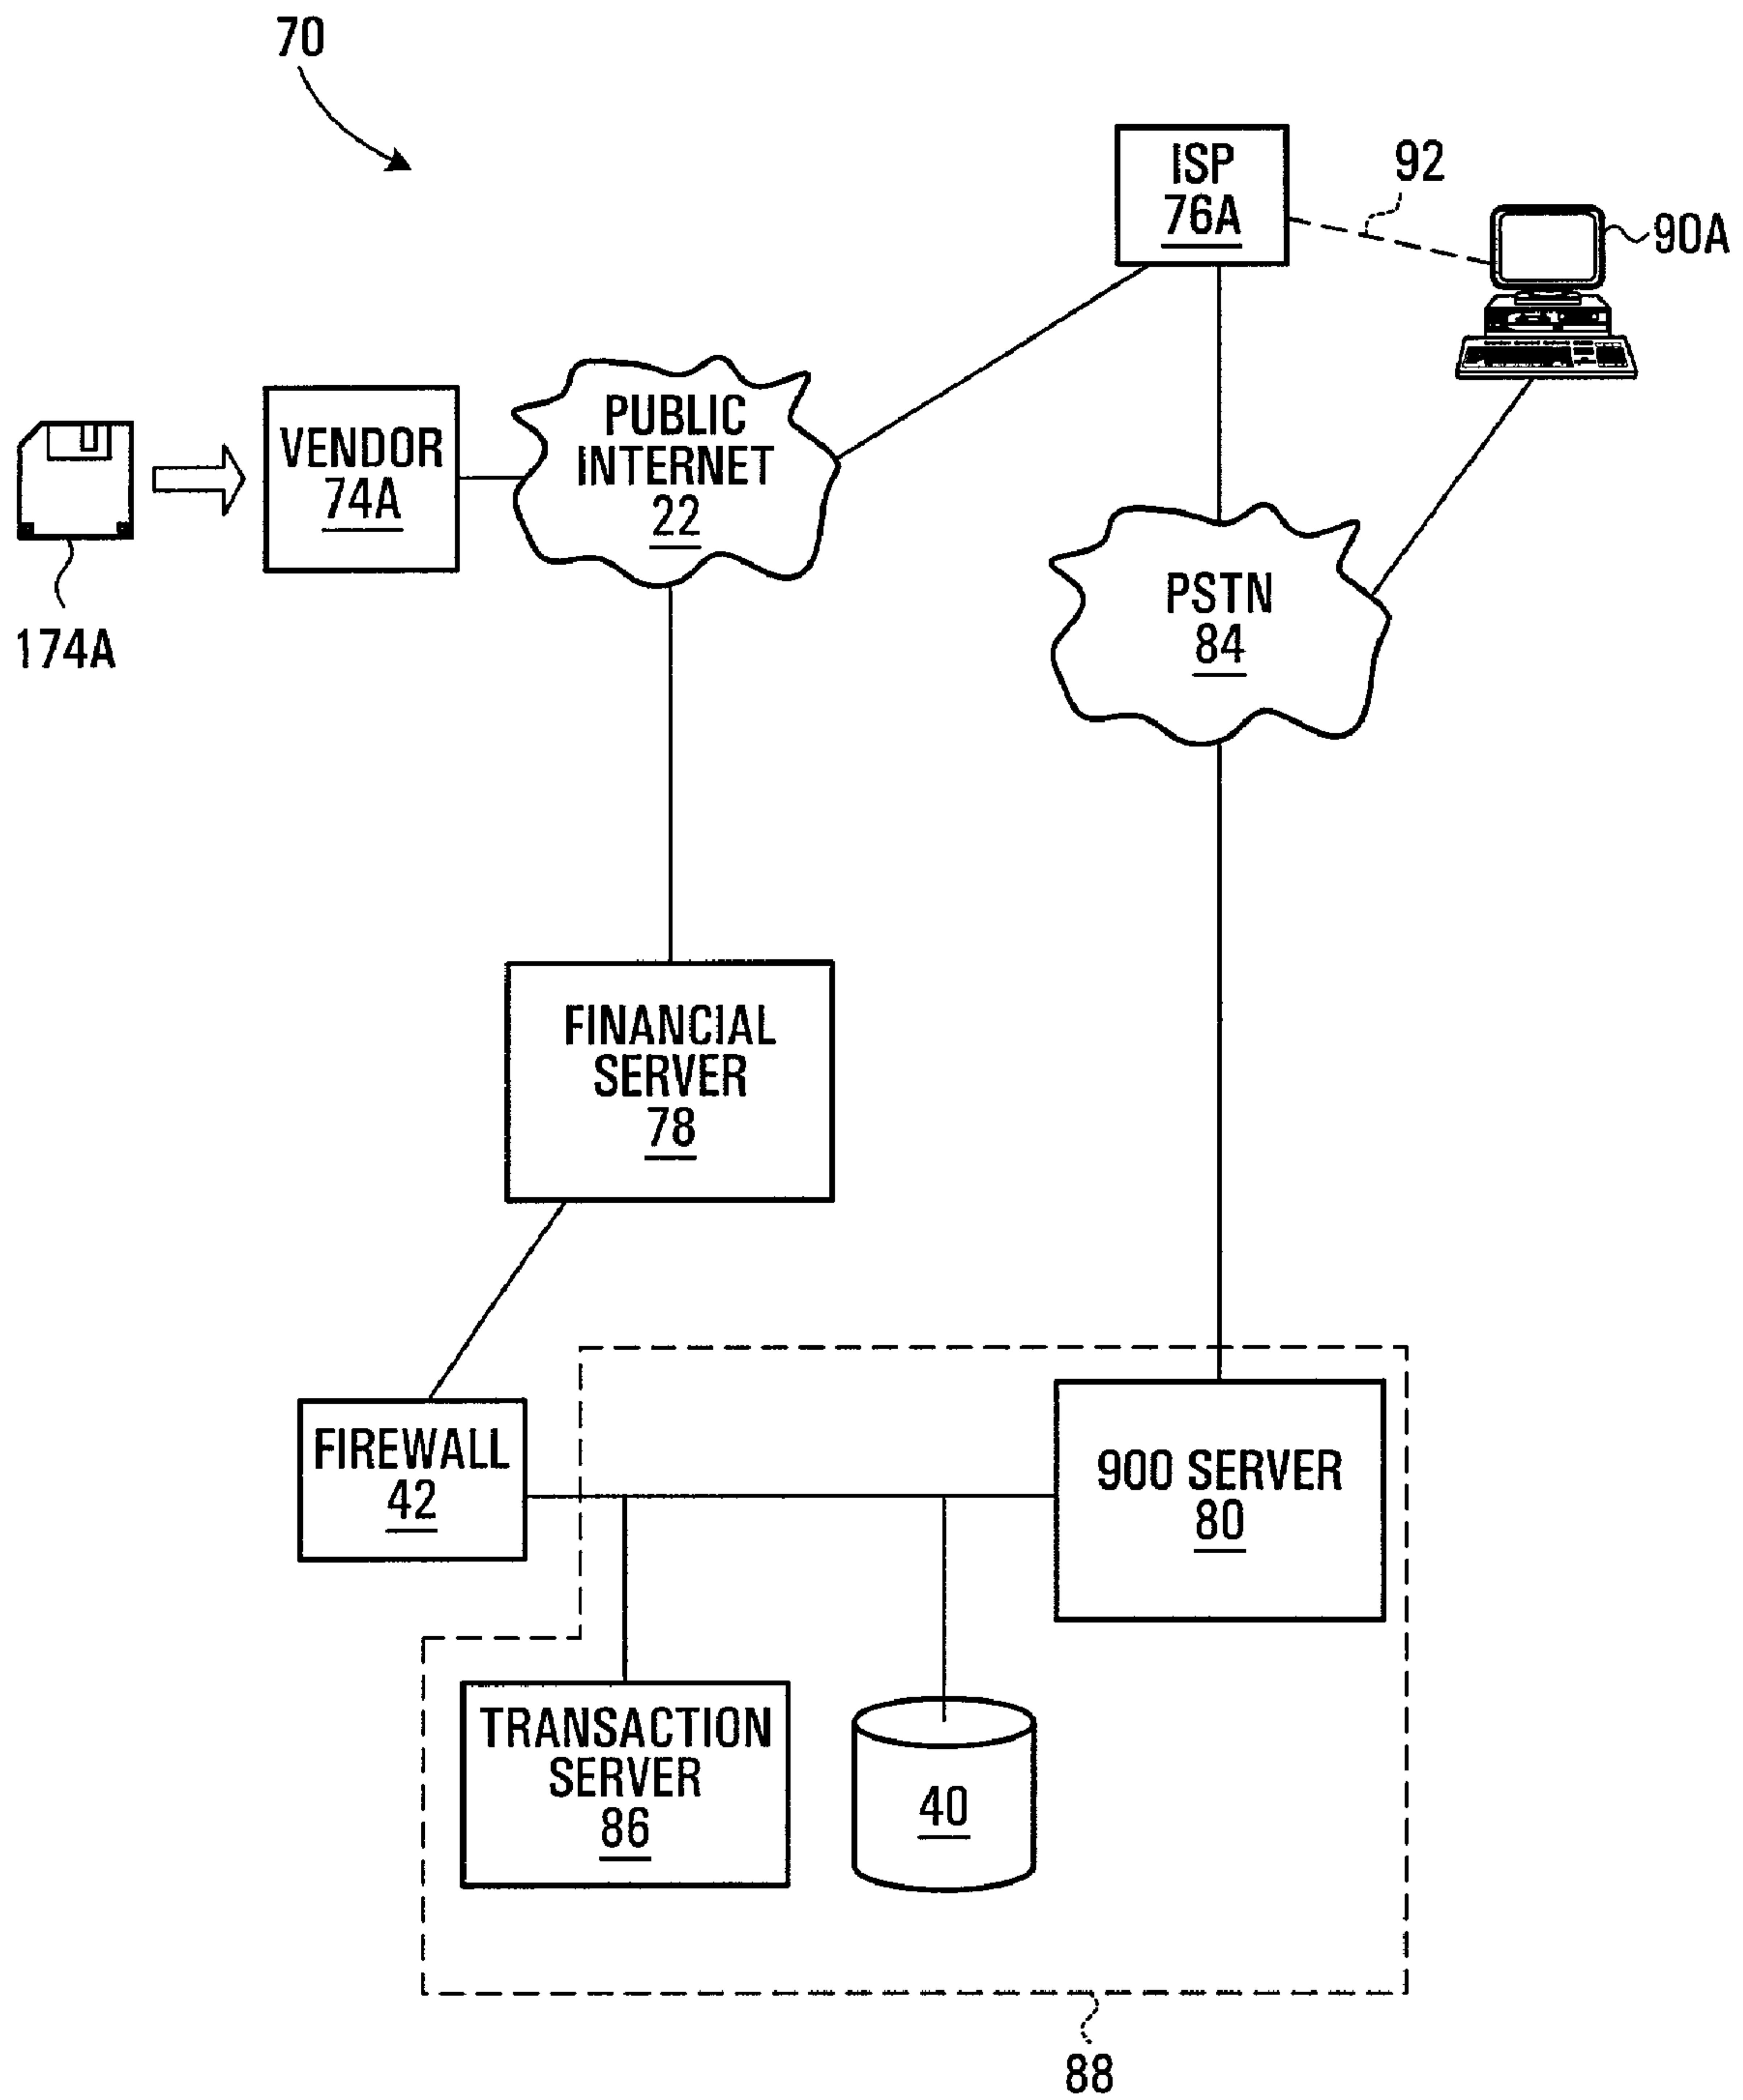 70
ISP
76A
92
90A
PUBLIC
INTERNET
22
VENDOR
74A
174A
PSTN
84
FINANCIAL
SERVER
78
FIREWALL
42
900 SERVER
80
TRANSACTION
SERVER
86
40
88